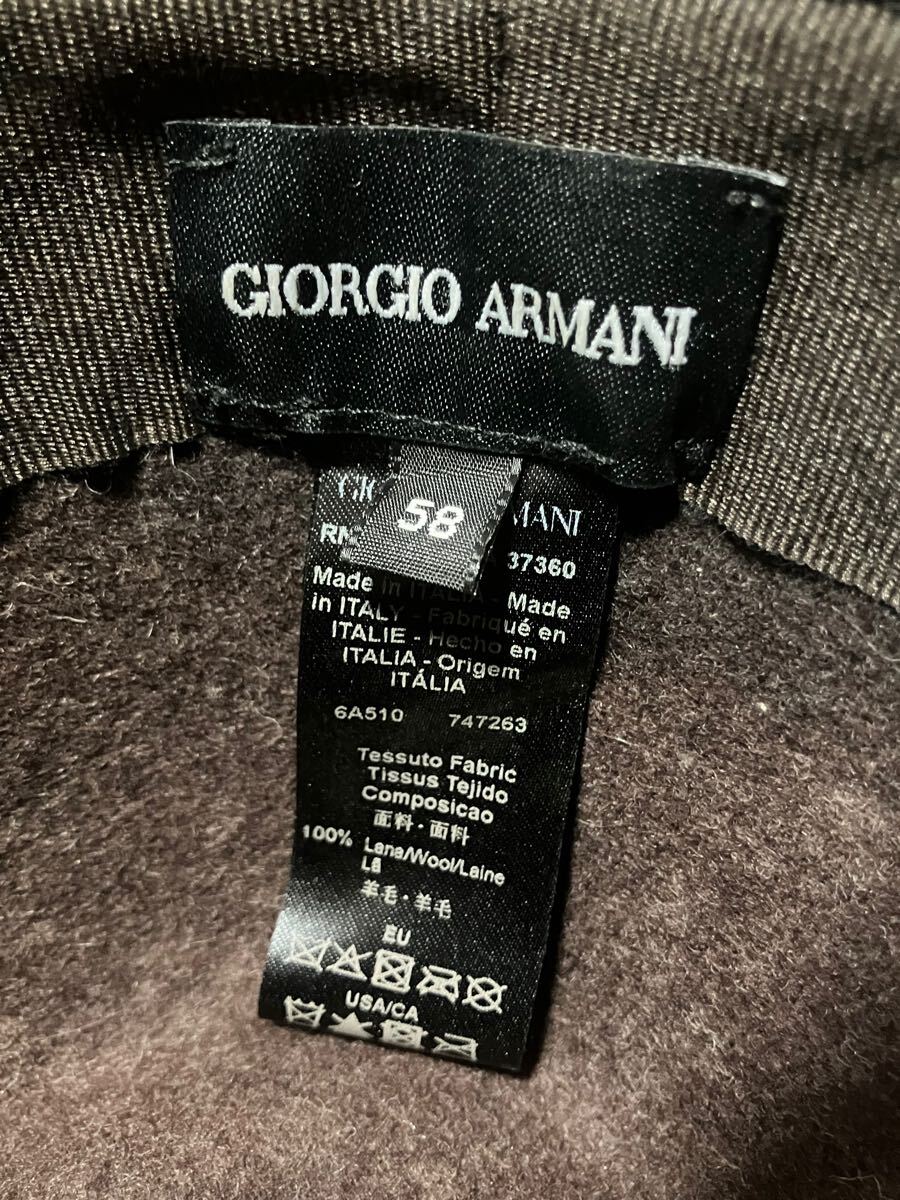 GIORGIO ARMANI
58
37360
Made in ITALIA - Made
in ITALY - Fabriqué en
ITALIE - Hecho en
ITALIA - Origem
ITÁLIA
6A510 747263
Tessuto Fabric
Tissus Tejido
Composicao
面料・面料
100% Lana/Wool/Laine
Lã
羊毛・羊毛
EU
USA/CA